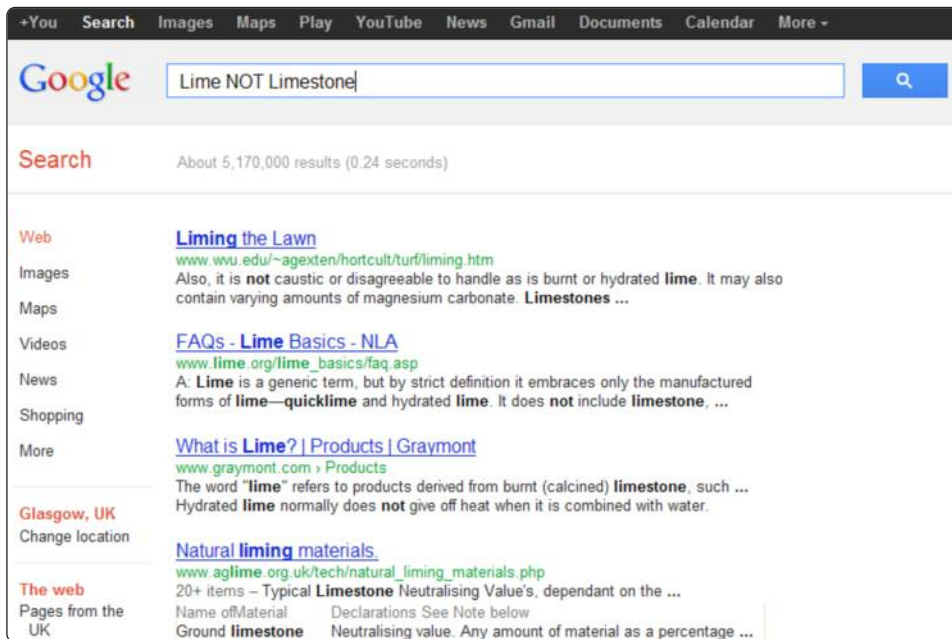 +You Search Images Maps Play YouTube News Gmail Documents Calendar More
Google
Lime NOT Limestone
Search About 5,170,000 results (0.24 seconds)
Web
Images
Maps
Videos
News
Shopping
More
Glasgow, UK
Change location
The web
Pages from the
UK
Liming the Lawn
www.wvu.edu/~agexten/hortcult/turf/liming.htm
Also, it is not caustic or disagreeable to handle as is burnt or hydrated lime. It may also
contain varying amounts of magnesium carbonate. Limestones ...
FAQs - Lime Basics - NLA
www.lime.org/lime_basics/faq.asp
A: Lime is a generic term, but by strict definition it embraces only the manufactured
forms of lime—quicklime and hydrated lime. It does not include limestone, ...
What is Lime? | Products | Graymont
www.graymont.com › Products
The word "lime" refers to products derived from burnt (calcined) limestone, such ...
Hydrated lime normally does not give off heat when it is combined with water.
Natural liming materials.
www.aglime.org.uk/tech/natural_liming_materials.php
20+ items – Typical Limestone Neutralising Value's, dependant on the ...
Name ofMaterial Declarations See Note below
Ground limestone Neutralising value. Any amount of material as a percentage ...